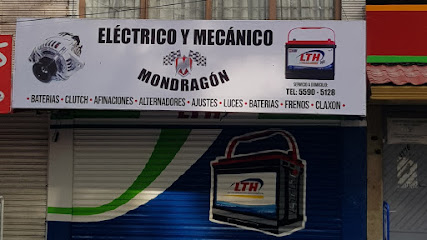 ELÉCTRICO Y MECÁNICO
MONDRAGÓN
LTH
SERVICIO A DOMICILIO
TEL: 5590 - 5128
• BATERIAS • CLUTCH • AFINACIONES • ALTERNADORES • AJUSTES • LUCES • BATERIAS • FRENOS • CLAXON •
LTH
LTH